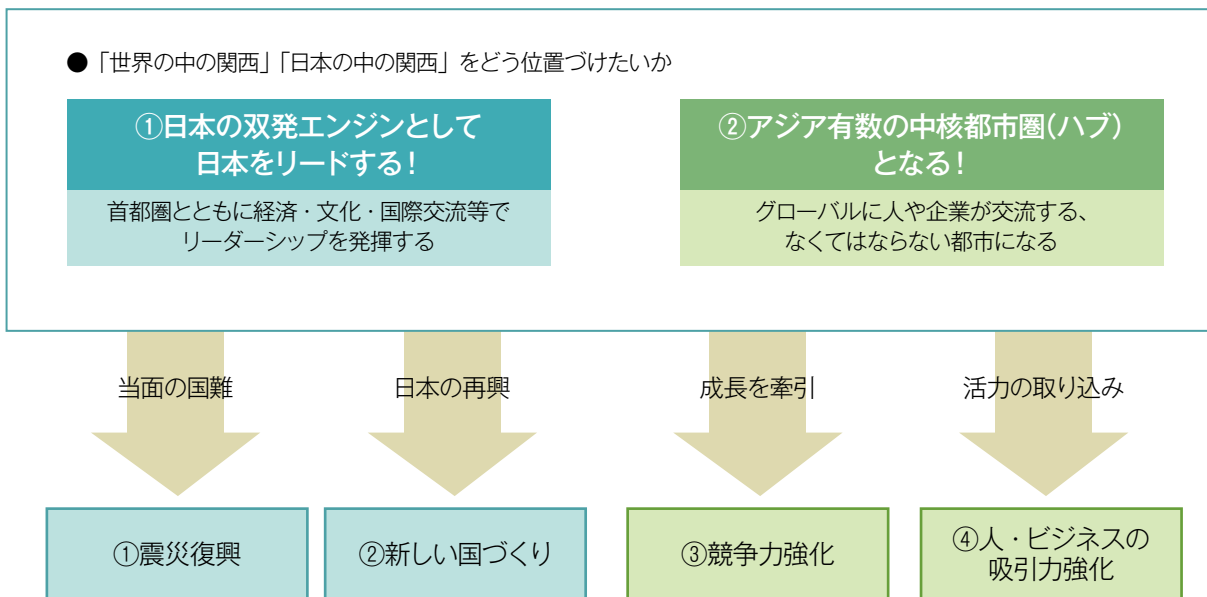 ●「世界の中の関西」「日本の中の関西」をどう位置づけたいか
①日本の双発エンジンとして
日本をリードする！
首都圏とともに経済・文化・国際交流等で
リーダーシップを発揮する
②アジア有数の中核都市圏（ハブ）
となる！
グローバルに人や企業が交流する、
なくてはならない都市になる
当面の国難
日本の再興
成長を牽引
活力の取り込み
①震災復興
②新しい国づくり
③競争力強化
④人・ビジネスの
吸引力強化